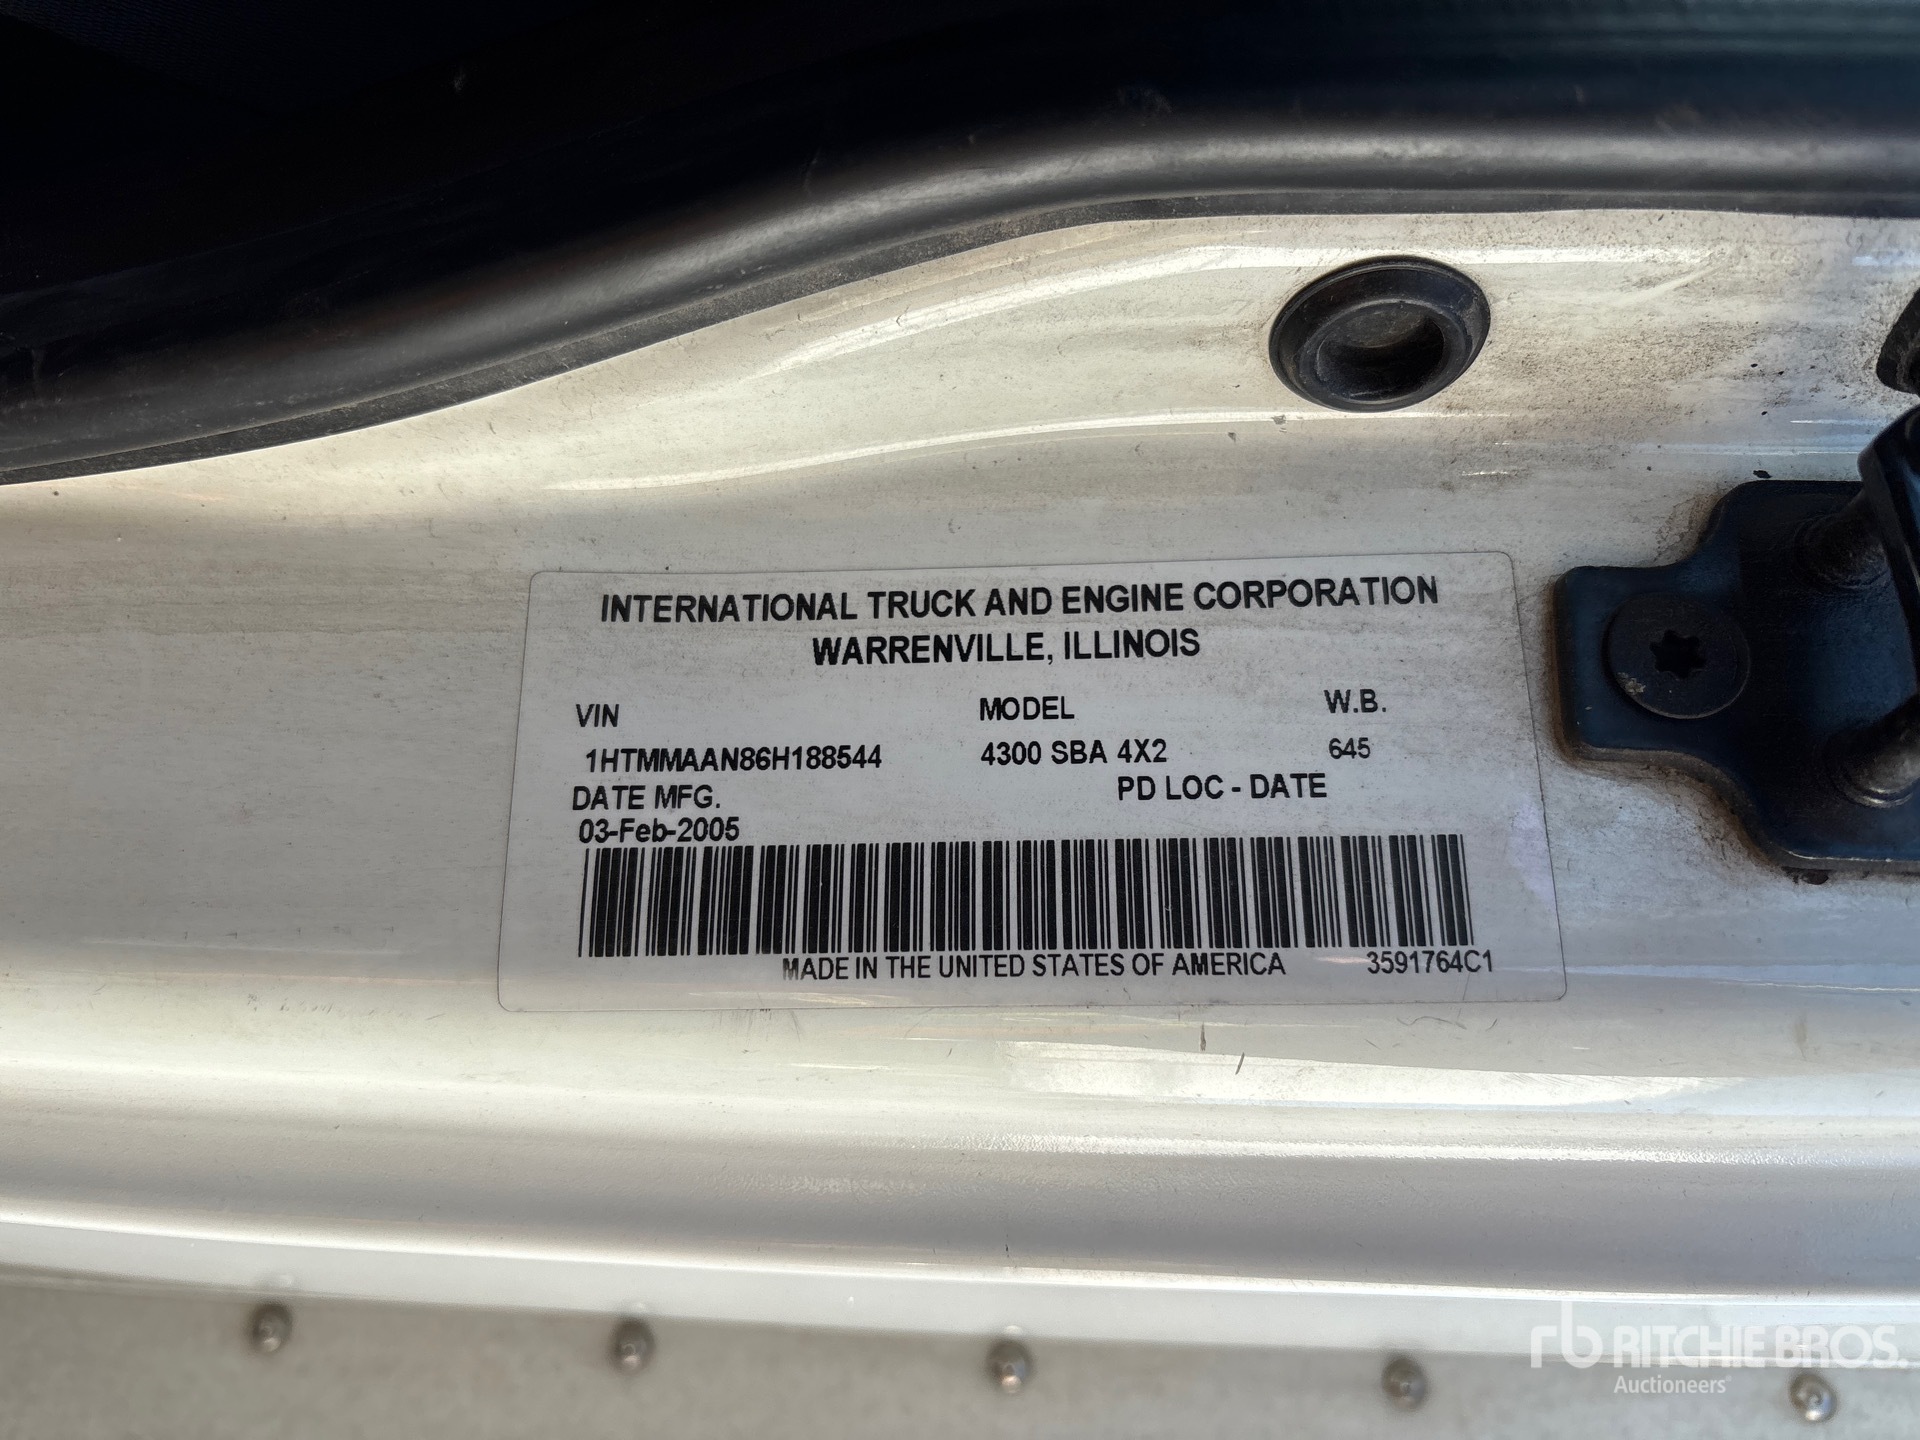 INTERNATIONAL TRUCK AND ENGINE CORPORATION
WARRENVILLE, ILLINOIS
VIN MODEL W.B.
1HTMMAAN86H188544 4300 SBA 4X2 645
DATE MFG. PD LOC - DATE
03-Feb-2005
MADE IN THE UNITED STATES OF AMERICA 3591764C1
rb RITCHIE BROS.
Auctioneers